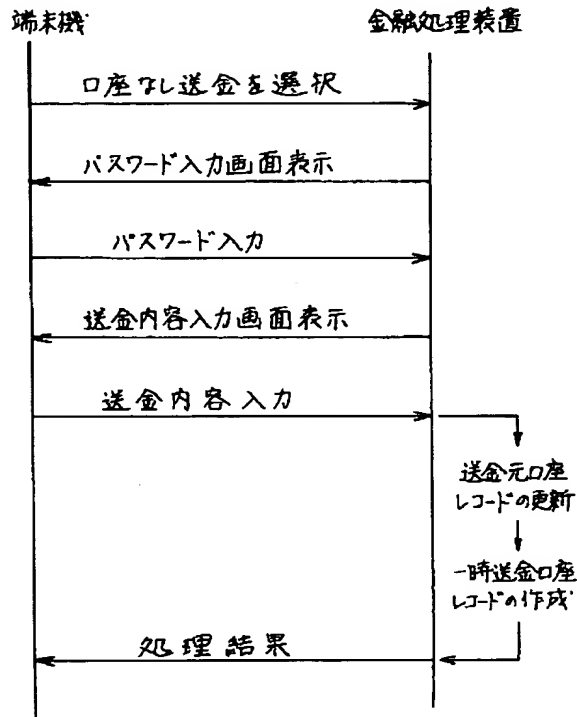 端末機
金融処理装置
口座なし送金を選択
パスワード入力画面表示
パスワード入力
送金内容入力画面表示
送金内容入力
送金元口座
レコードの更新
一時送金口座
レコードの作成
処理結果